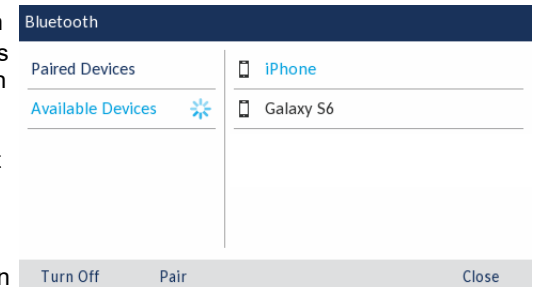 Bluetooth
Paired Devices
Available Devices
iPhone
Galaxy S6
Turn Off Pair Close